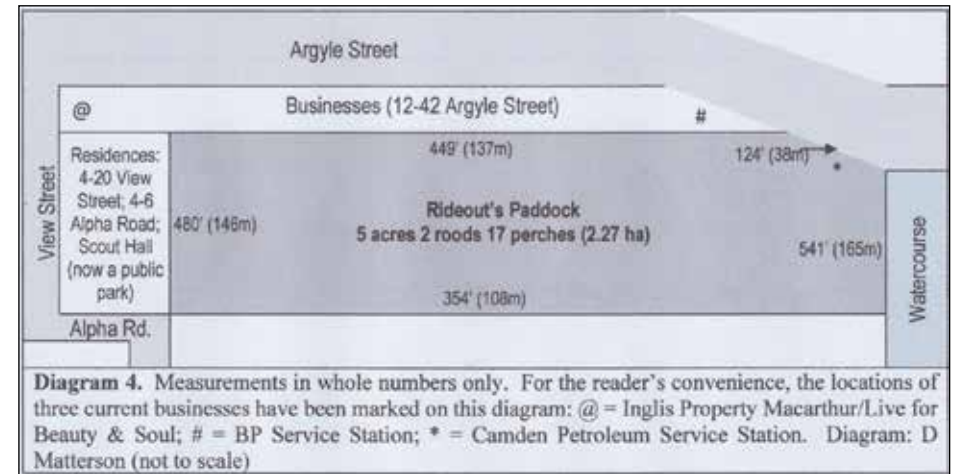 Argyle Street
@
Businesses (12-42 Argyle Street)
#
View Street
Residences:
4-20 View
Street; 4-6
Alpha Road;
Scout Hall
(now a public
park)
449' (137m)
124' (38m)
*
480' (146m)
Rideout's Paddock
5 acres 2 roods 17 perches (2.27 ha)
541' (165m)
354' (108m)
Watercourse
Alpha Rd.
Diagram 4. Measurements in whole numbers only. For the reader's convenience, the locations of
three current businesses have been marked on this diagram: @ = Inglis Property Macarthur/Live for
Beauty & Soul; # = BP Service Station; * = Camden Petroleum Service Station. Diagram: D
Matterson (not to scale)